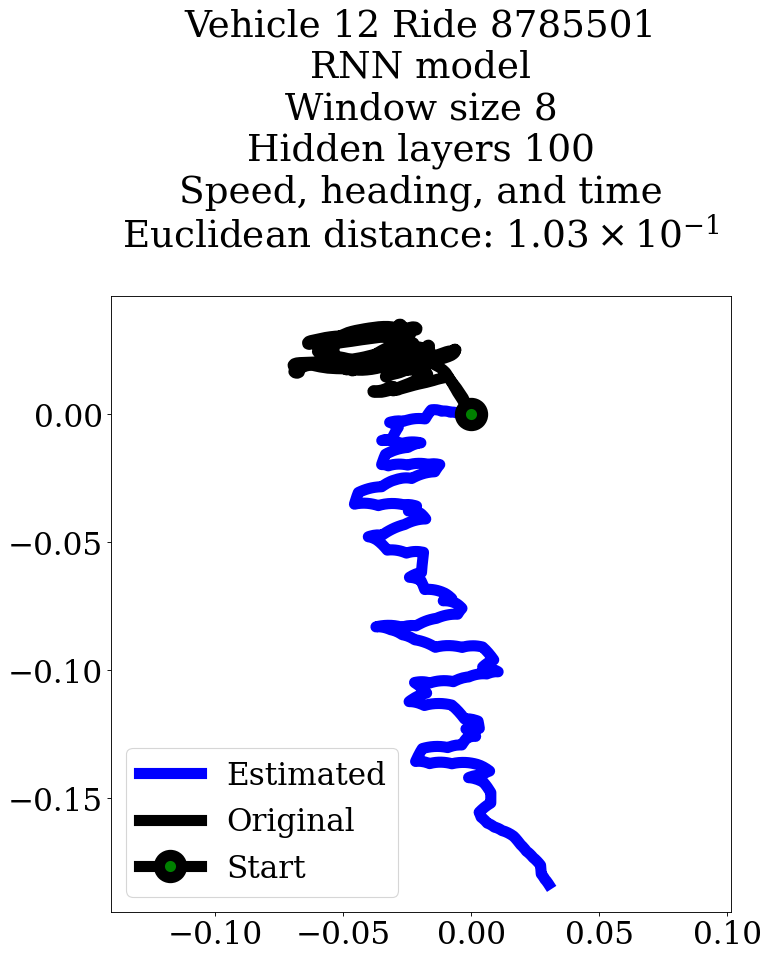 Vehicle 12 Ride 8785501
RNN model
Window size 8
Hidden layers 100
Speed, heading, and time
Euclidean distance: 1.03 × 10⁻¹
0.00
−0.05
−0.10
−0.15
Estimated
Original
Start
−0.10 −0.05 0.00 0.05 0.10